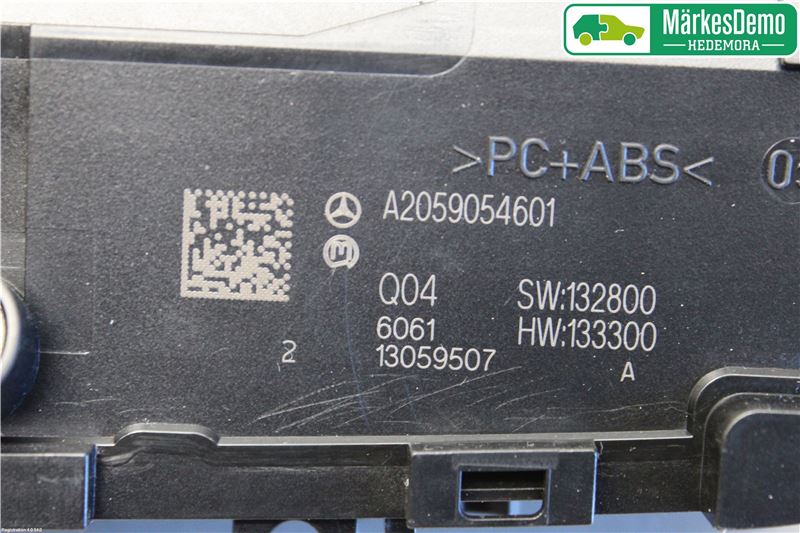 MärkesDemo
HEDEMORA
>PC+ABS<
A2059054601
Q04 SW:132800
6061 HW:133300
2 13059507
A